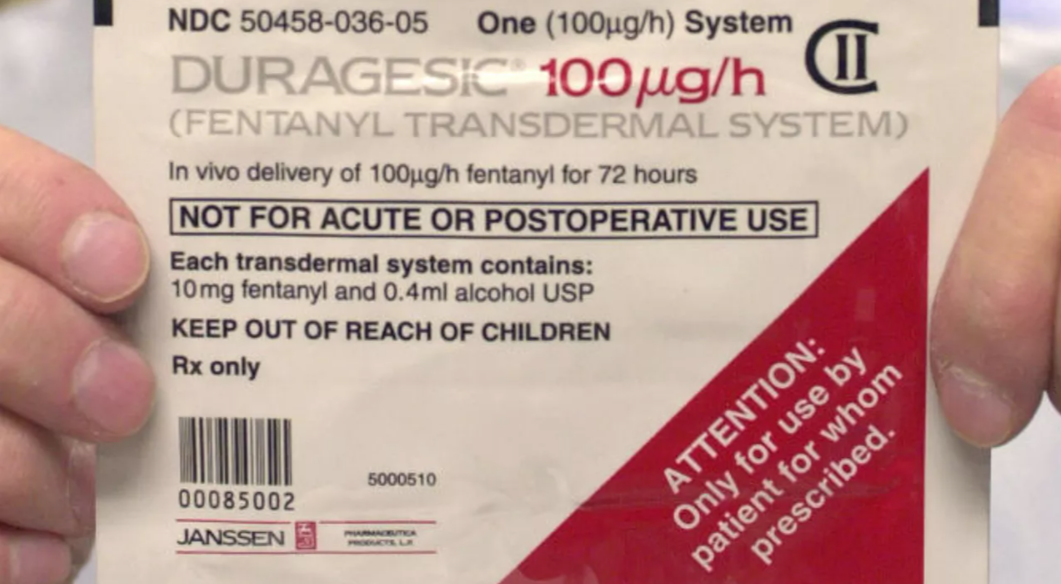 NDC 50458-036-05 One (100µg/h) System
CII
DURAGESIC® 100µg/h
(FENTANYL TRANSDERMAL SYSTEM)
In vivo delivery of 100µg/h fentanyl for 72 hours
NOT FOR ACUTE OR POSTOPERATIVE USE
Each transdermal system contains:
10mg fentanyl and 0.4ml alcohol USP
KEEP OUT OF REACH OF CHILDREN
Rx only
ATTENTION:
Only for use by
patient for whom
prescribed.
5000510
00085002
JANSSEN
PHARMACEUTICA
PRODUCTS, L.P.